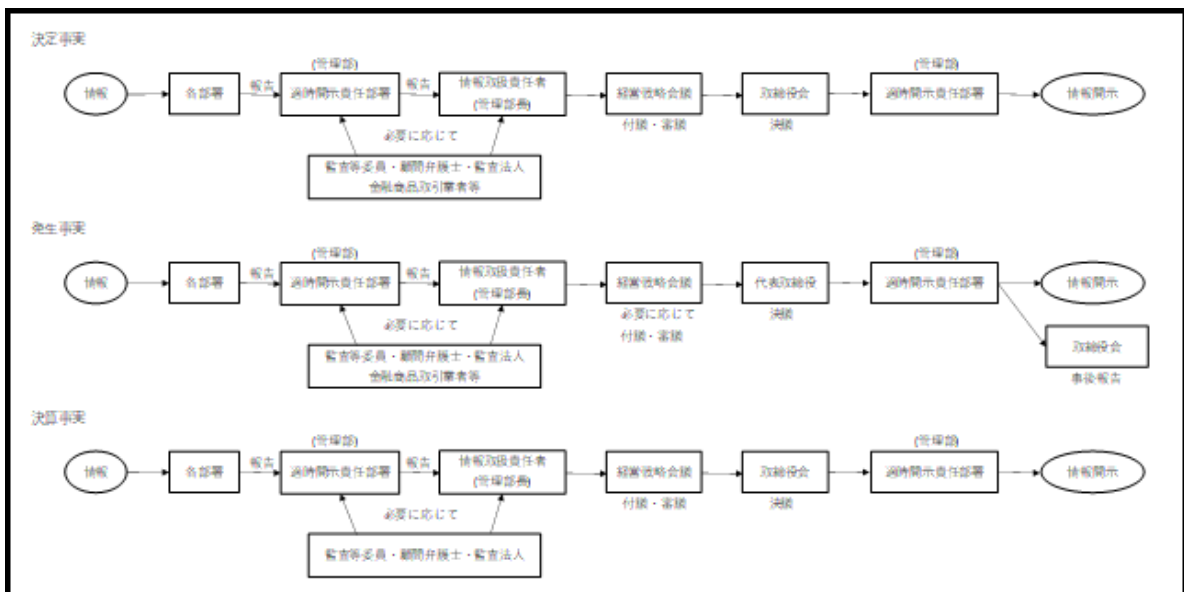 決定事実
(管理部)
(管理部)
情報
各部署
報告
適時開示責任部署
報告
情報取扱責任者
(管理部長)
経営戦略会議
取締役会
適時開示責任部署
情報開示
付議・審議
決議
必要に応じて
監査等委員・顧問弁護士・監査法人
金融商品取引業者等
発生事実
(管理部)
(管理部)
情報
各部署
報告
適時開示責任部署
報告
情報取扱責任者
(管理部長)
経営戦略会議
代表取締役
適時開示責任部署
情報開示
必要に応じて
付議・審議
決議
必要に応じて
監査等委員・顧問弁護士・監査法人
金融商品取引業者等
取締役会
事後報告
決算事実
(管理部)
(管理部)
情報
各部署
報告
適時開示責任部署
報告
情報取扱責任者
(管理部長)
経営戦略会議
取締役会
適時開示責任部署
情報開示
付議・審議
決議
必要に応じて
監査等委員・顧問弁護士・監査法人